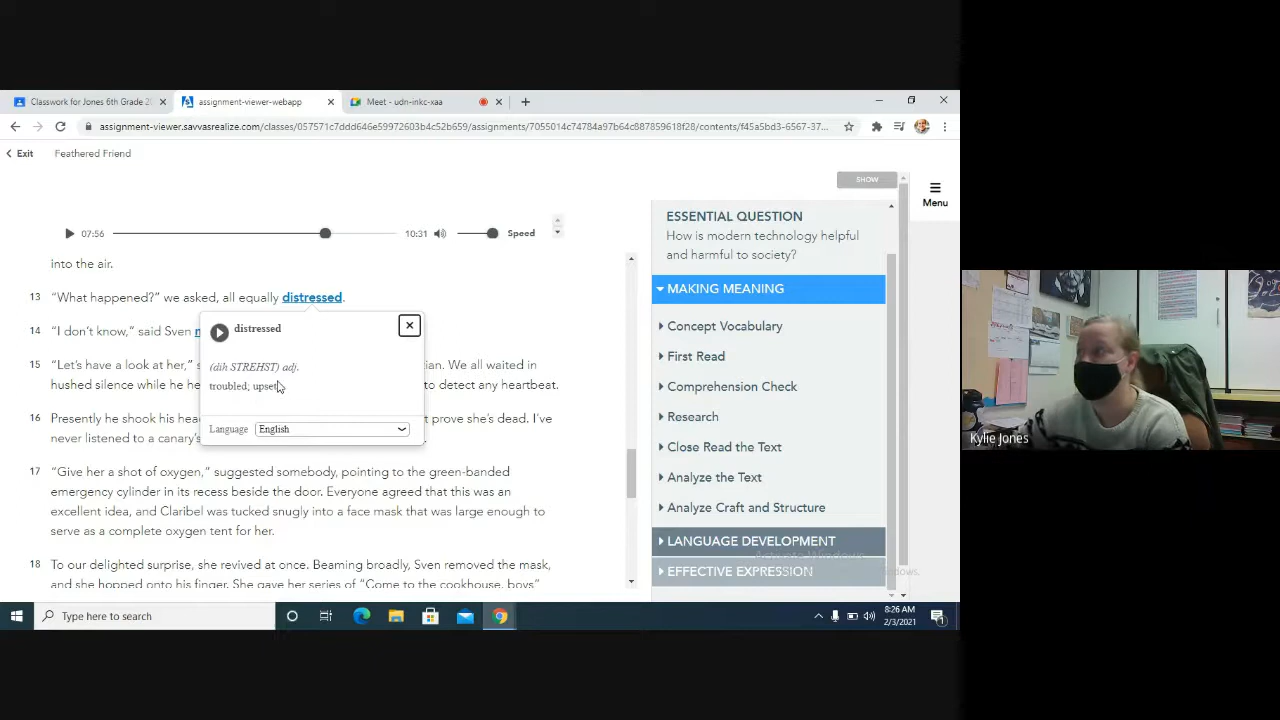 Classwork for Jones 6th Grade 2
assignment-viewer-webapp
Meet - udn-inkc-xaa
assignment-viewer.savvasrealize.com/classes/057571c7ddd646e59972603b4c52b659/assignments/7055014c74784a97b64c887859618f28/contents/f45a5bd3-6567-37...
Exit
Feathered Friend
SHOW
Menu
07:56
10:31
Speed
into the air.
13 “What happened?” we asked, all equally distressed.
distressed
(dih STREHST) adj.
troubled; upset
Language English
14 “I don’t know,” said Sven
15 “Let’s have a look at her,”
ian. We all waited in
hushed silence while he he
to detect any heartbeat.
16 Presently he shook his hea
t prove she’s dead. I’ve
never listened to a canary’s
17 “Give her a shot of oxygen,” suggested somebody, pointing to the green-banded
emergency cylinder in its recess beside the door. Everyone agreed that this was an
excellent idea, and Claribel was tucked snugly into a face mask that was large enough to
serve as a complete oxygen tent for her.
18 To our delighted surprise, she revived at once. Beaming broadly, Sven removed the mask,
and she hopped onto his finger. She gave her series of “Come to the cookhouse, boys”
ESSENTIAL QUESTION
How is modern technology helpful
and harmful to society?
MAKING MEANING
Concept Vocabulary
First Read
Comprehension Check
Research
Close Read the Text
Analyze the Text
Analyze Craft and Structure
LANGUAGE DEVELOPMENT
Activate Windows
EFFECTIVE EXPRESSION
Kylie Jones
Type here to search
8:26 AM
2/3/2021